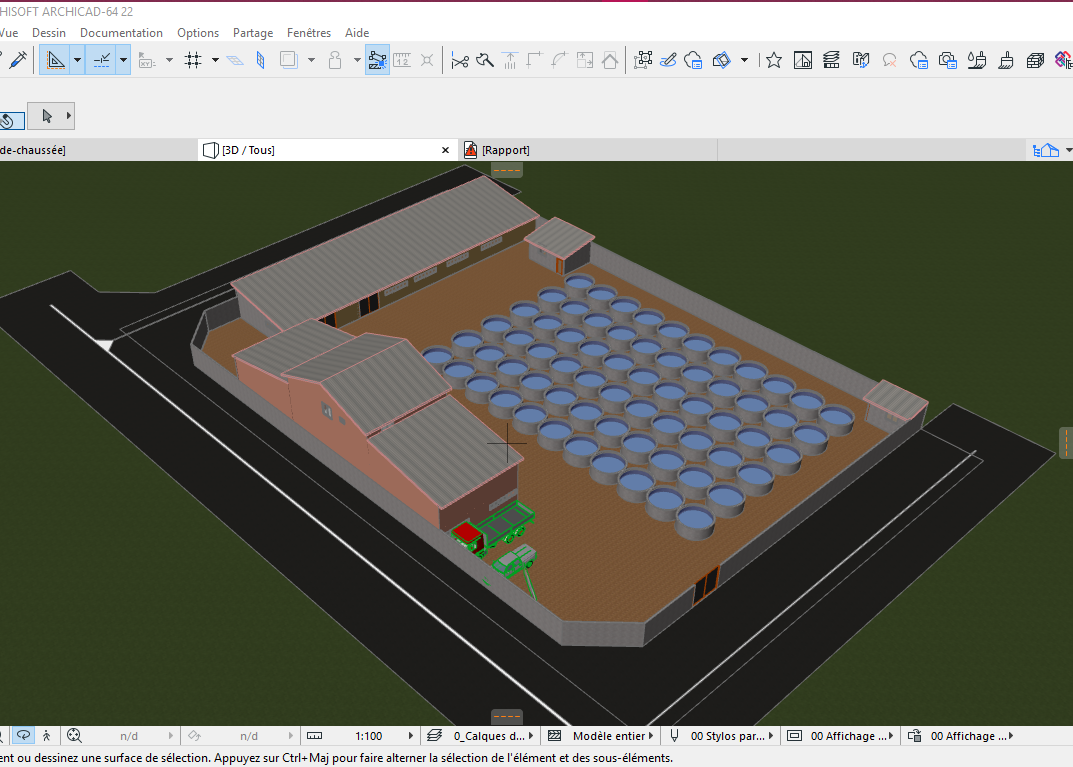 HISOFT ARCHICAD-64 22
Vue Dessin Documentation Options Partage Fenêtres Aide
de-chaussée] [3D / Tous] [Rapport]
n/d n/d 1:100 0_Calques d... Modèle entier 00 Stylos par... 00 Affichage ... 00 Affichage ...
ent ou dessinez une surface de sélection. Appuyez sur Ctrl+Maj pour faire alterner la sélection de l'élément et des sous-éléments.